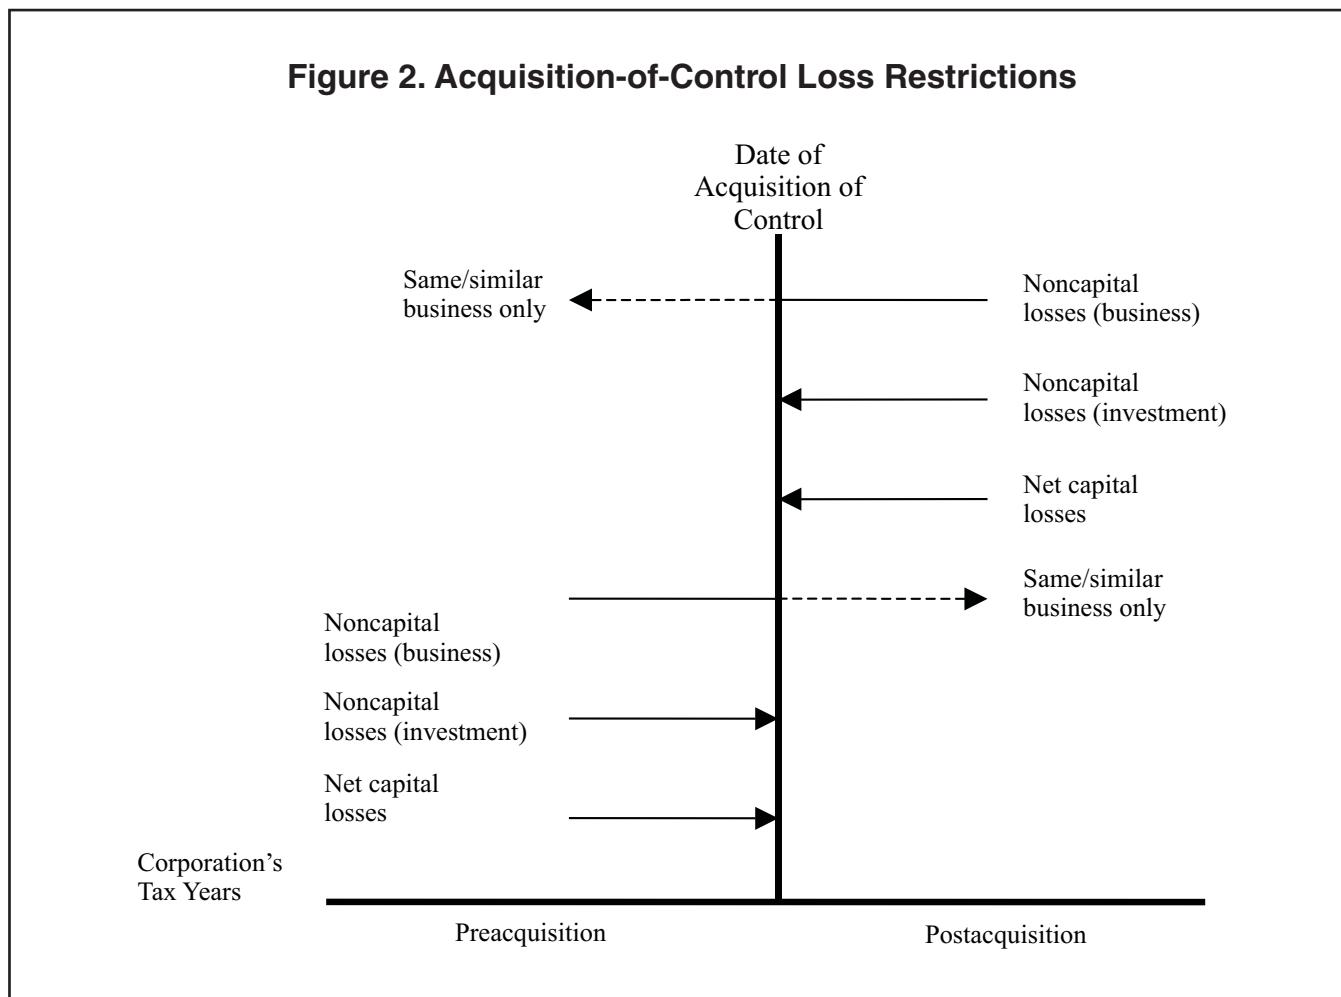 Figure 2. Acquisition-of-Control Loss Restrictions
Date of
Acquisition of
Control
Same/similar
business only
Noncapital
losses (business)
Noncapital
losses (investment)
Net capital
losses
Same/similar
business only
Noncapital
losses (business)
Noncapital
losses (investment)
Net capital
losses
Corporation’s
Tax Years
Preacquisition
Postacquisition